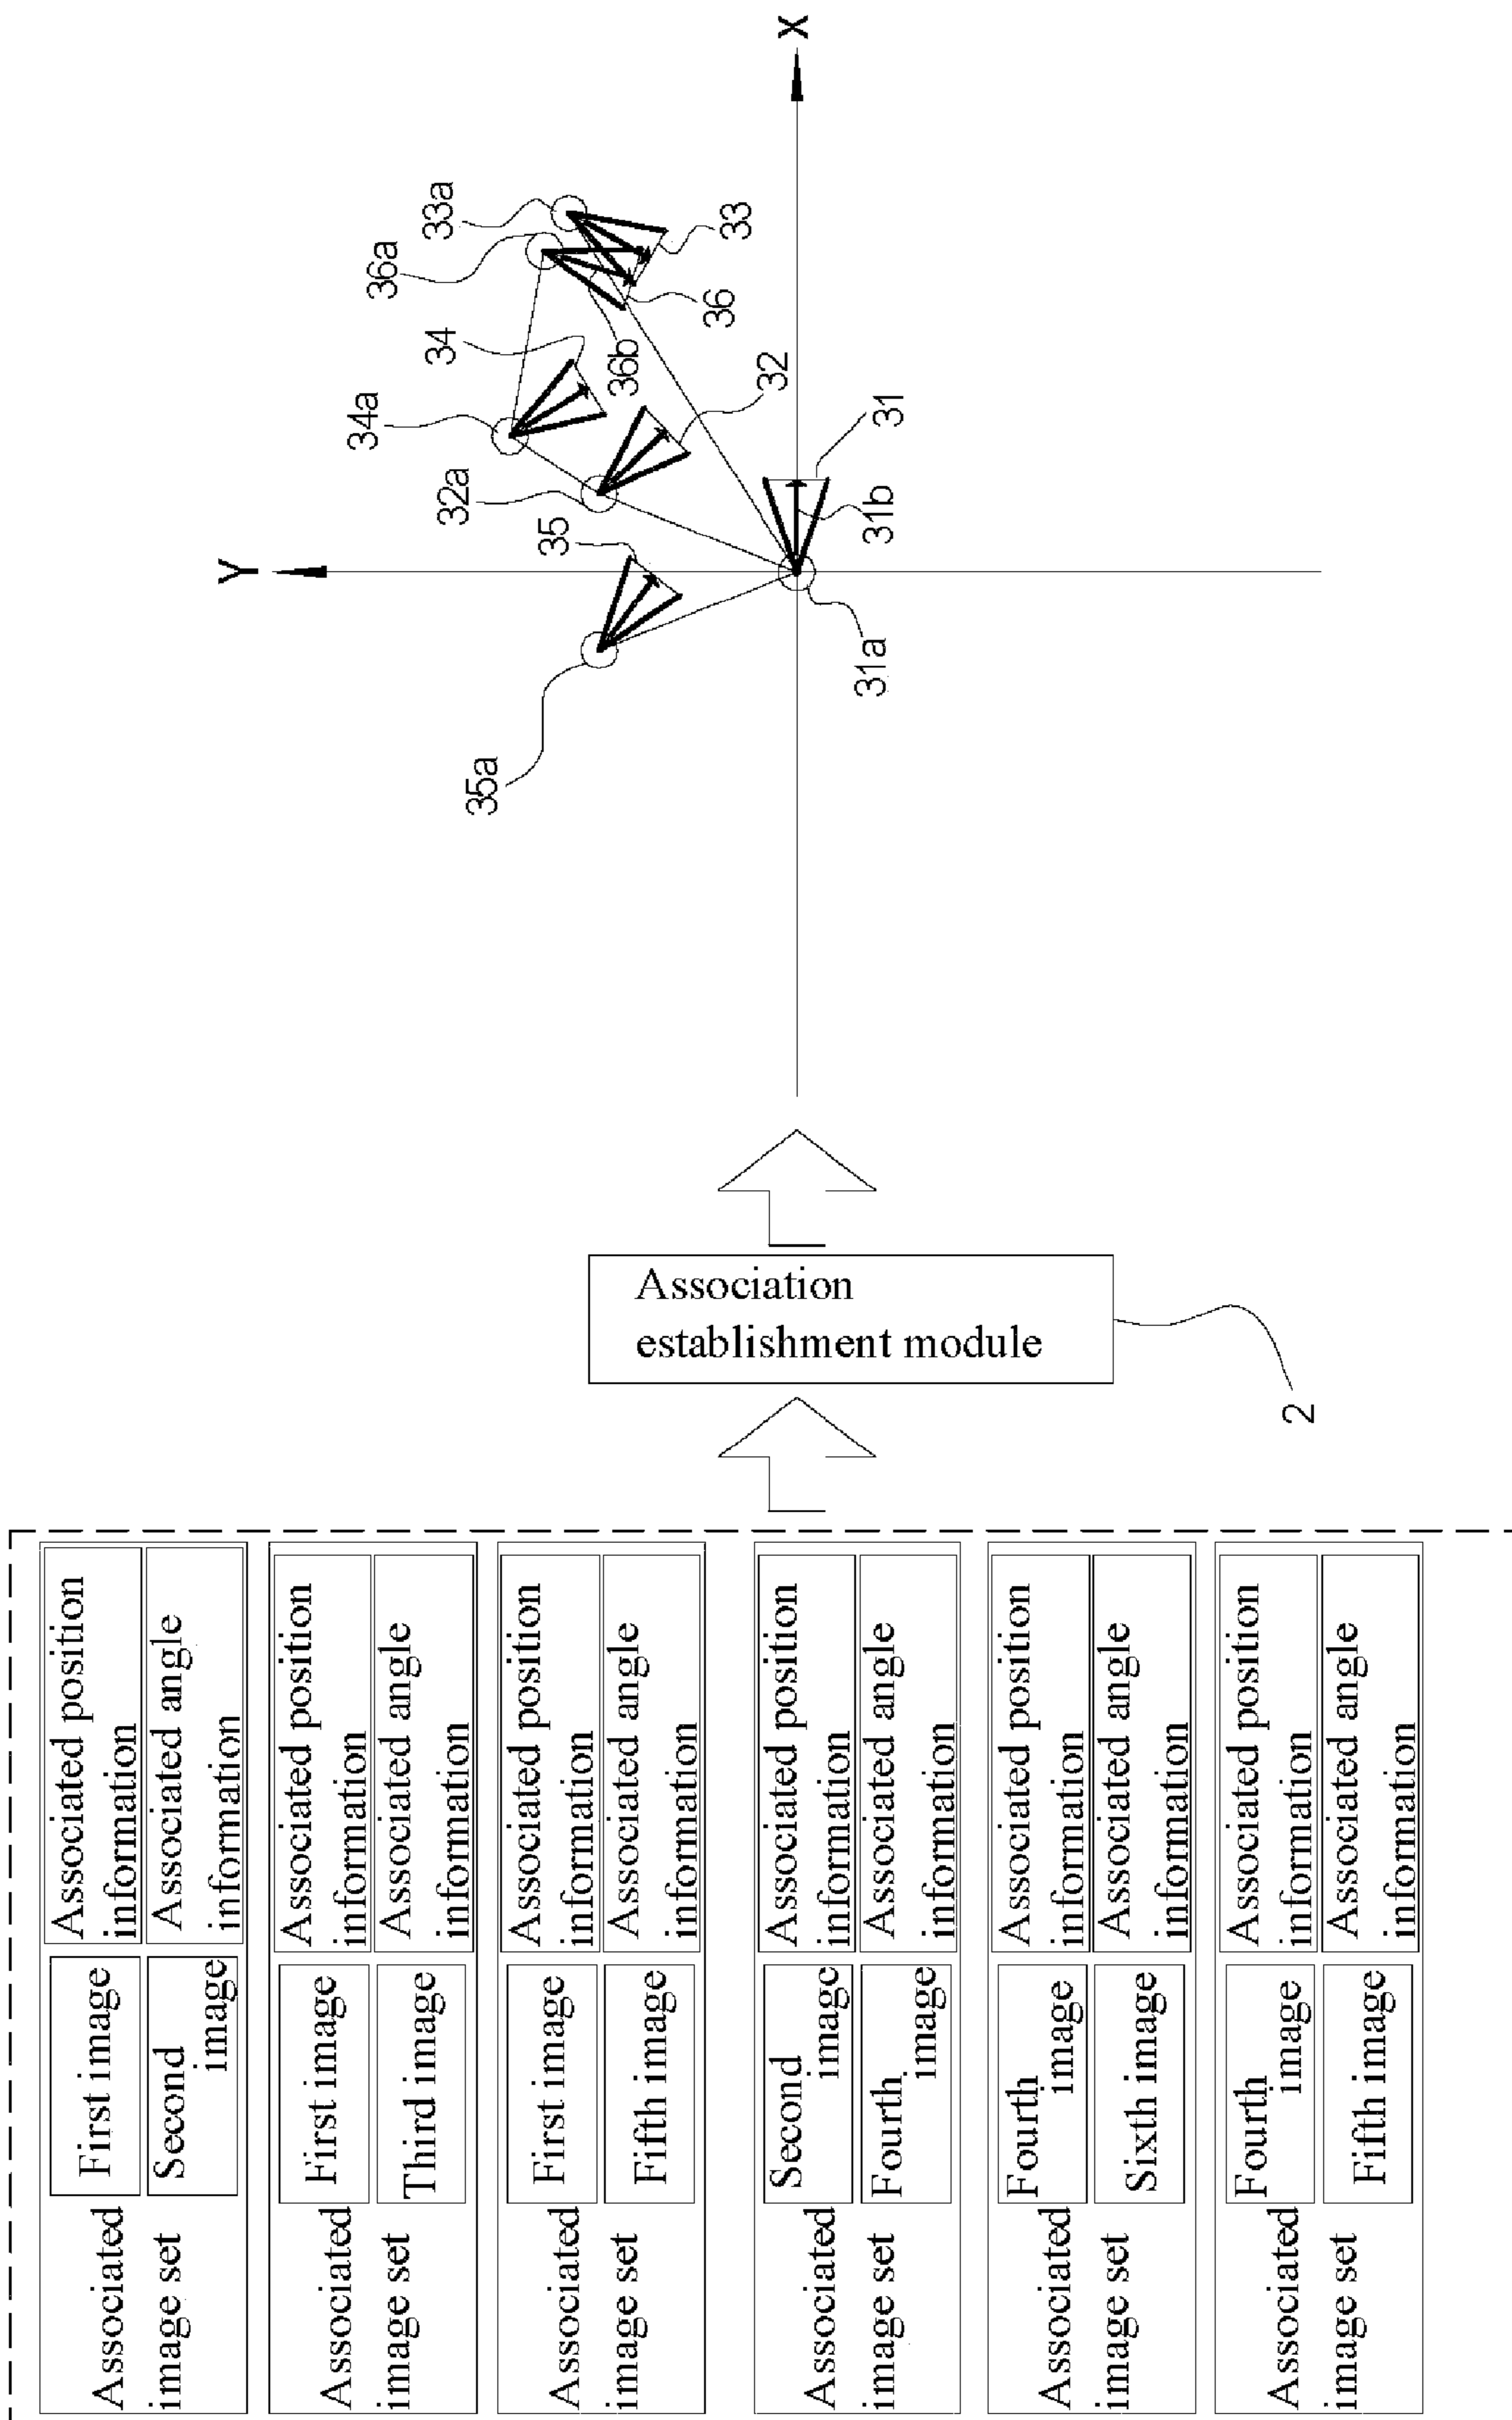 Associated
image set
First image
Second
image
Associated position
information
Associated angle
information
Associated
image set
First image
Third image
Associated position
information
Associated angle
information
Associated
image set
First image
Fifth image
Associated position
information
Associated angle
information
Associated
image set
Second
image
Fourth
image
Associated position
information
Associated angle
information
Associated
image set
Fourth
image
Sixth image
Associated position
information
Associated angle
information
Associated
image set
Fourth
image
Fifth image
Associated position
information
Associated angle
information
Association
establishment module
2
Y
X
33a
36a
34
34a
32a
35
35a
36b
36
33
32
31
31b
31a